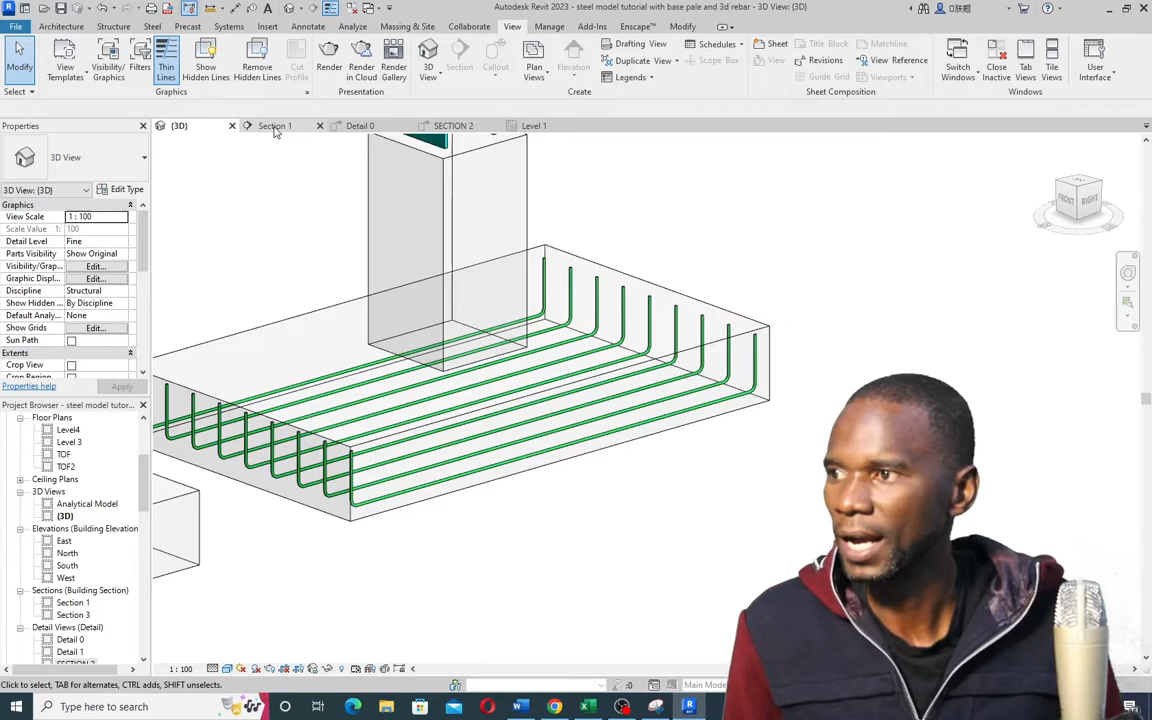 Autodesk Revit 2023 - steel model tutorial with base pale and 3d rebar - 3D View: {3D}
File Architecture Structure Steel Precast Systems Insert Annotate Analyze Massing & Site Collaborate View Manage Add-Ins Enscape™ Modify
Modify
Select
View Templates
Visibility/ Graphics
Filters
Thin Lines
Show Hidden Lines
Remove Hidden Lines
Cut Profile
Graphics
Render
Render in Cloud
Render Gallery
Presentation
3D View
Section
Callout
Plan Views
Elevation
Drafting View
Duplicate View
Legends
Schedules
Scope Box
Create
Sheet
View
Title Block
Revisions
Guide Grid
Matchline
View Reference
Viewports
Sheet Composition
Switch Windows
Close Inactive
Tab Views
Tile Views
Windows
User Interface
Properties
3D View
3D View: {3D} Edit Type
Graphics
View Scale 1 : 100
Scale Value 1: 100
Detail Level Fine
Parts Visibility Show Original
Visibility/Grap... Edit...
Graphic Displ... Edit...
Discipline Structural
Show Hidden ... By Discipline
Default Analy... None
Show Grids Edit...
Sun Path
Extents
Crop View
Properties help Apply
Project Browser - steel model tutor...
Floor Plans
Level4
Level 3
TOF
TOF2
Ceiling Plans
3D Views
Analytical Model
{3D}
Elevations (Building Elevation
East
North
South
West
Sections (Building Section)
Section 1
Section 3
Detail Views (Detail)
Detail 0
Detail 1
{3D} Section 1 Detail 0 SECTION 2 Level 1
FRONT RIGHT
1 : 100
Click to select, TAB for alternates, CTRL adds, SHIFT unselects.
:0
Main Mode
Type here to search